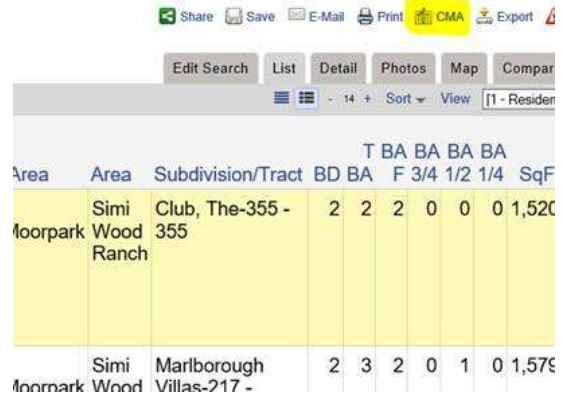 Share Save E-Mail Print CMA Export
Edit Search List Detail Photos Map Compar
- 14 + Sort View [1 - Residen
T BA BA BA BA
Area Area Subdivision/Tract BD BA F 3/4 1/2 1/4 SqF
Simi Club, The-355 - 2 2 2 0 0 0 1,520
Moorpark Wood 355
Ranch
Simi Marlborough 2 3 2 0 1 0 1,579
Moorpark Wood Villas-217 -